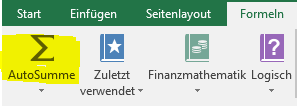 Start Einfügen Seitenlayout Formeln
AutoSumme Zuletzt Finanzmathematik Logisch
verwendet